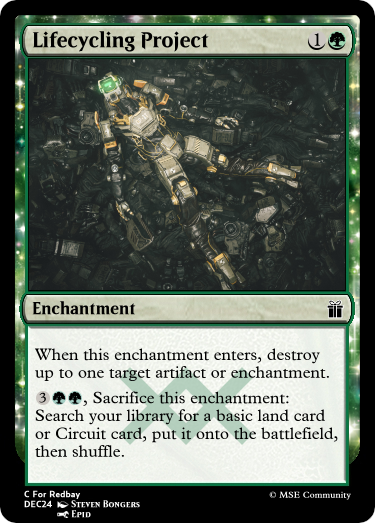 Lifecycling Project 1
Enchantment
When this enchantment enters, destroy
up to one target artifact or enchantment.
3, Sacrifice this enchantment:
Search your library for a basic land card
or Circuit card, put it onto the battlefield,
then shuffle.
C For Redbay
DEC24 Steven Bongers © MSE Community
Epid